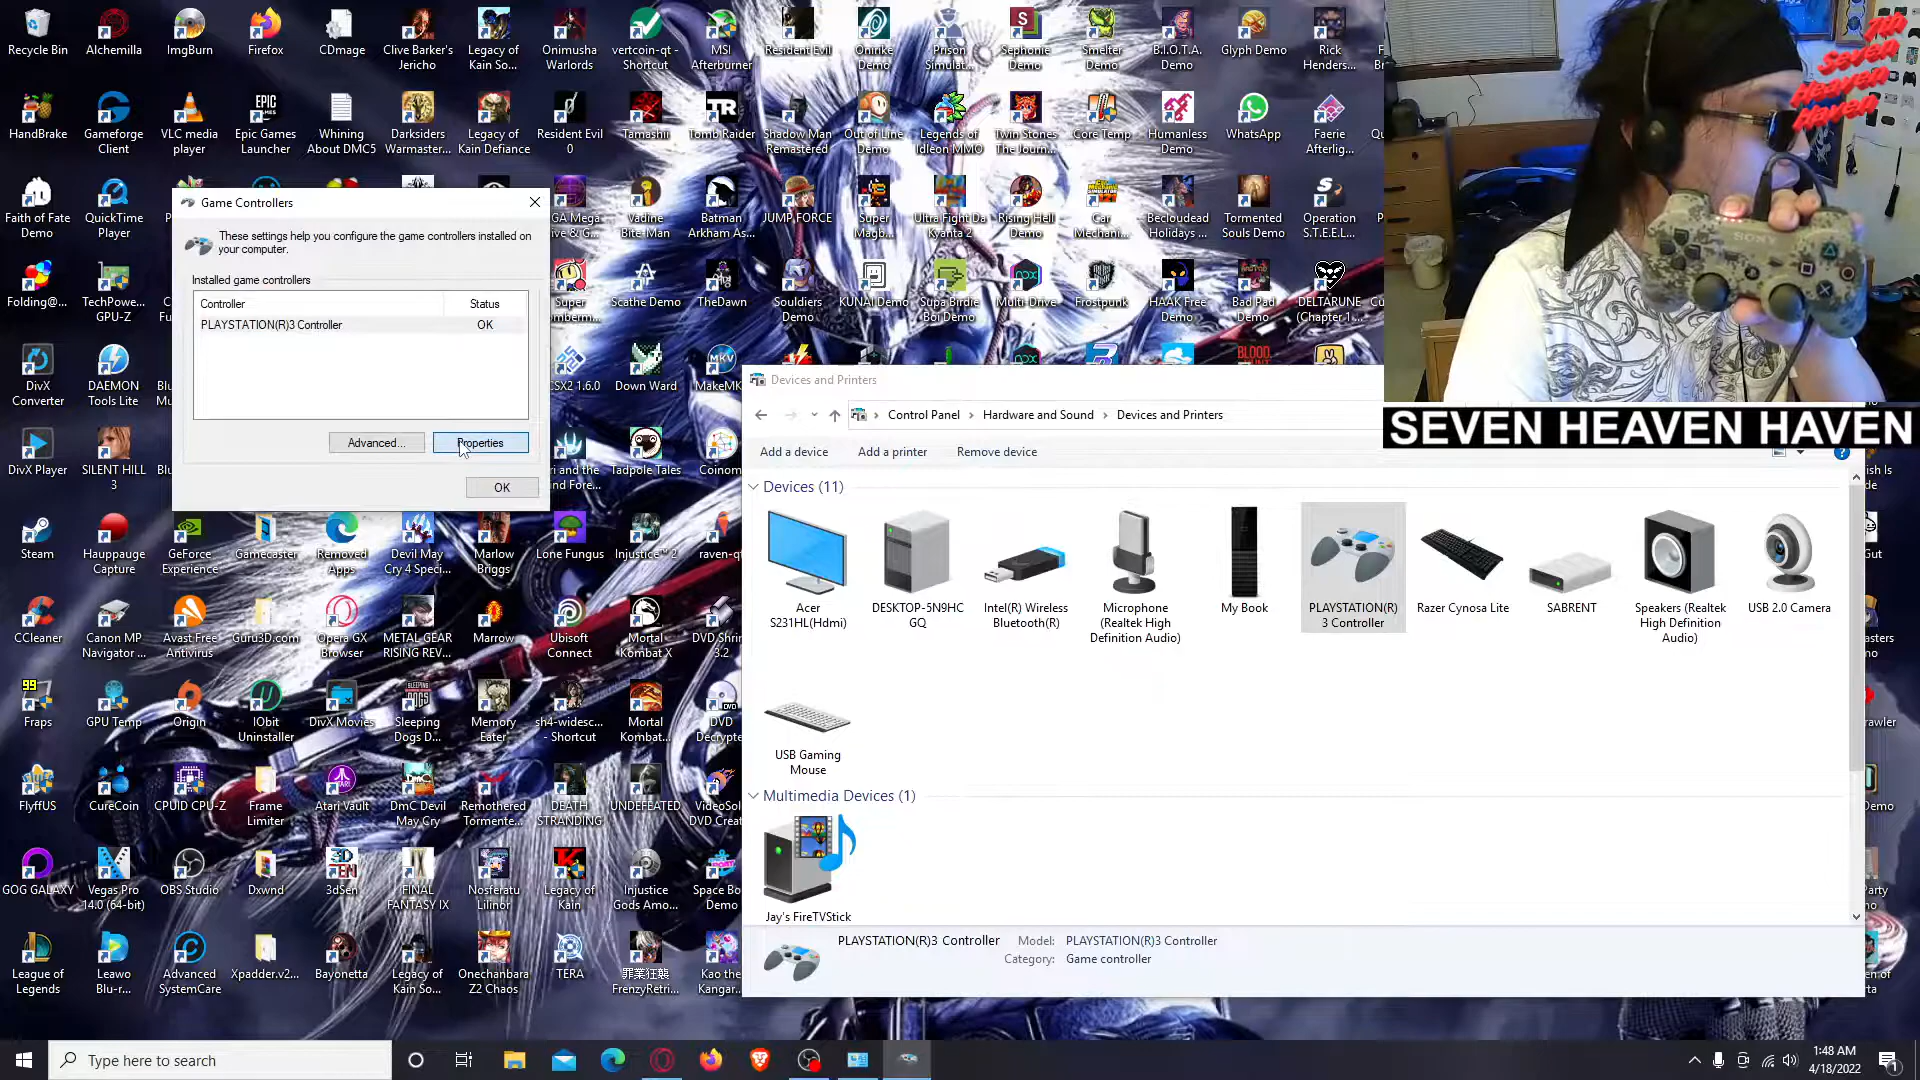 Recycle Bin
Alchemilla
ImgBurn
Firefox
CDmage
Clive Barker's
Jericho
Legacy of
Kain So...
Onimusha
Warlords
vertcoin-qt -
Shortcut
MSI
Afterburner
Resident Evil
Onirike
Demo
Prison
Simulat...
Sephonie
Demo
Smelter
Demo
B.I.O.T.A.
Demo
Glyph Demo
Rick
Henders...
HandBrake
Gameforge
Client
VLC media
player
Epic Games
Launcher
Whining
About DMC5
Darksiders
Warmaster...
Legacy of
Kain Defiance
Resident Evil
0
Tamashii
Tomb Raider
Shadow Man
Remastered
Out of Line
Demo
Legends of
Idleon MMO
Twin Stones
The Journ...
Core Temp
Humanless
Demo
WhatsApp
Faerie
Afterlig...
Faith of Fate
Demo
QuickTime
Player
Vadine
Bite-Man
Batman
Arkham As...
JUMP FORCE
Super
Magb...
Ultra Fight Da
Kyanta 2
Rising Hell
Demo
Car
Mechani...
Becloudead
Holidays ...
Tormented
Souls Demo
Operation
S.T.E.E.L...
Folding@...
TechPowe...
GPU-Z
Scathe Demo
TheDawn
Souldiers
Demo
KUNAI Demo
Supa Birdie
Boi Demo
Multi-Drive
Frostpunk
HAAK Free
Demo
Bad Pad
Demo
DELTARUNE
(Chapter 1 ...
DivX
Converter
DAEMON
Tools Lite
CSX2 1.6.0
Down Ward
MakeMK
DivX Player
SILENT HILL
3
Tadpole Tales
Coinom
Game Controllers
These settings help you configure the game controllers installed on
your computer.
Installed game controllers
Controller
Status
PLAYSTATION(R)3 Controller
OK
Advanced...
Properties
OK
SONY
SEVEN HEAVEN HAVEN
Devices and Printers
Control Panel
Hardware and Sound
Devices and Printers
Add a device
Add a printer
Remove device
Devices (11)
Acer
S231HL(Hdmi)
DESKTOP-5N9HC
GQ
Intel(R) Wireless
Bluetooth(R)
Microphone
(Realtek High
Definition Audio)
My Book
PLAYSTATION(R)
3 Controller
Razer Cynosa Lite
SABRENT
Speakers (Realtek
High Definition
Audio)
USB 2.0 Camera
USB Gaming
Mouse
Multimedia Devices (1)
Jay's FireTVStick
PLAYSTATION(R)3 Controller
Model:
PLAYSTATION(R)3 Controller
Category:
Game controller
Steam
Hauppauge
Capture
GeForce
Experience
Gamecaster
Removed
Apps
Devil May
Cry 4 Speci...
Marlow
Briggs
Lone Fungus
Injustice™ 2
raven-qt
CCleaner
Canon MP
Navigator ...
Avast Free
Antivirus
Guru3D.com
Opera GX
Browser
METAL GEAR
RISING REV...
Marrow
Ubisoft
Connect
Mortal
Kombat X
DVD Shrin
3.2
Fraps
GPU Temp
Origin
IObit
Uninstaller
DivX Movies
Sleeping
Dogs D...
Memory
Eater
sh4-widesc...
- Shortcut
Mortal
Kombat...
DVD
Decrypte
FlyffUS
CureCoin
CPUID CPU-Z
Frame
Limiter
Atari Vault
DmC Devil
May Cry
Remothered
Tormente...
DEATH
STRANDING
UNDEFEATED
VideoSol
DVD Creat
GOG GALAXY
Vegas Pro
14.0 (64-bit)
OBS Studio
Dxwnd
3dSen
FINAL
FANTASY IX
Nosferatu
Lilinor
Legacy of
Kain
Injustice
Gods Amo...
Space Bo
Demo
League of
Legends
Leawo
Blu-r...
Advanced
SystemCare
Xpadder.v2...
Bayonetta
Legacy of
Kain So...
Onechanbara
Z2 Chaos
TERA
罪業狂襲
FrenzyRetri...
Kao the
Kangar...
Type here to search
1:48 AM
4/18/2022